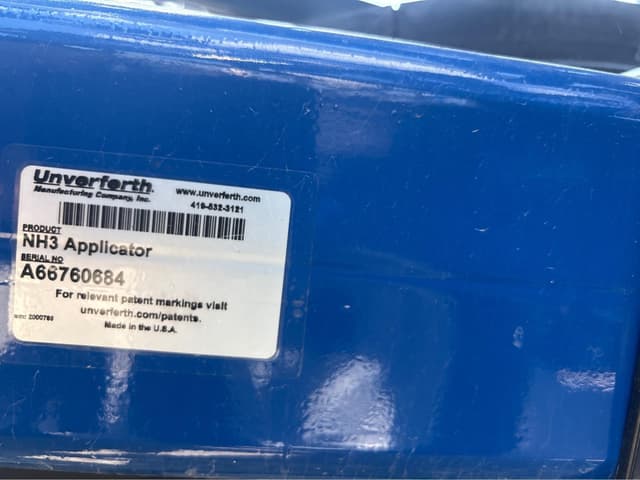 Unverferth
Manufacturing Company, Inc.
www.unverferth.com
419-532-3121
PRODUCT
NH3 Applicator
SERIAL NO
A66760684
For relevant patent markings visit
unverferth.com/patents.
Made in the U.S.A.